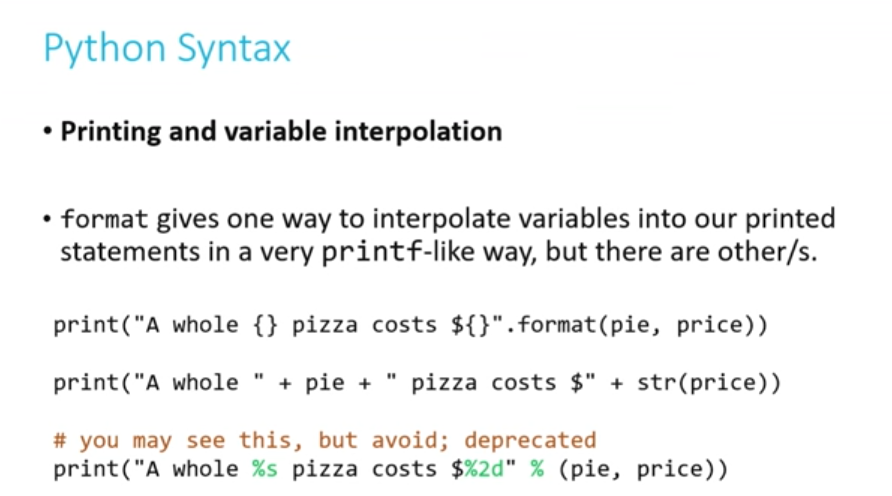 Python Syntax
• Printing and variable interpolation
• format gives one way to interpolate variables into our printed
statements in a very printf-like way, but there are other/s.
print("A whole {} pizza costs ${}".format(pie, price))
print("A whole " + pie + " pizza costs $" + str(price))
# you may see this, but avoid; deprecated
print("A whole %s pizza costs $%2d" % (pie, price))